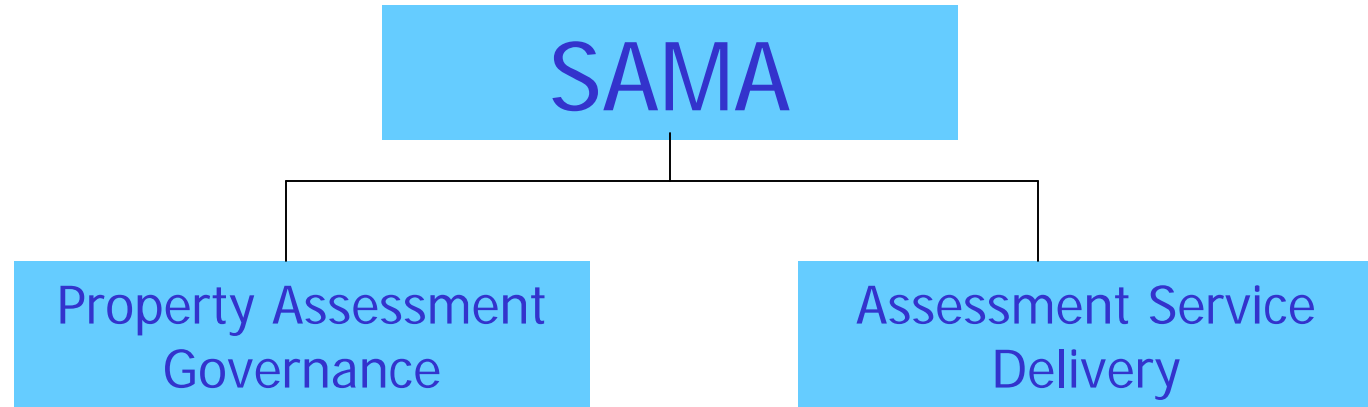 SAMA
Property Assessment
Governance
Assessment Service
Delivery